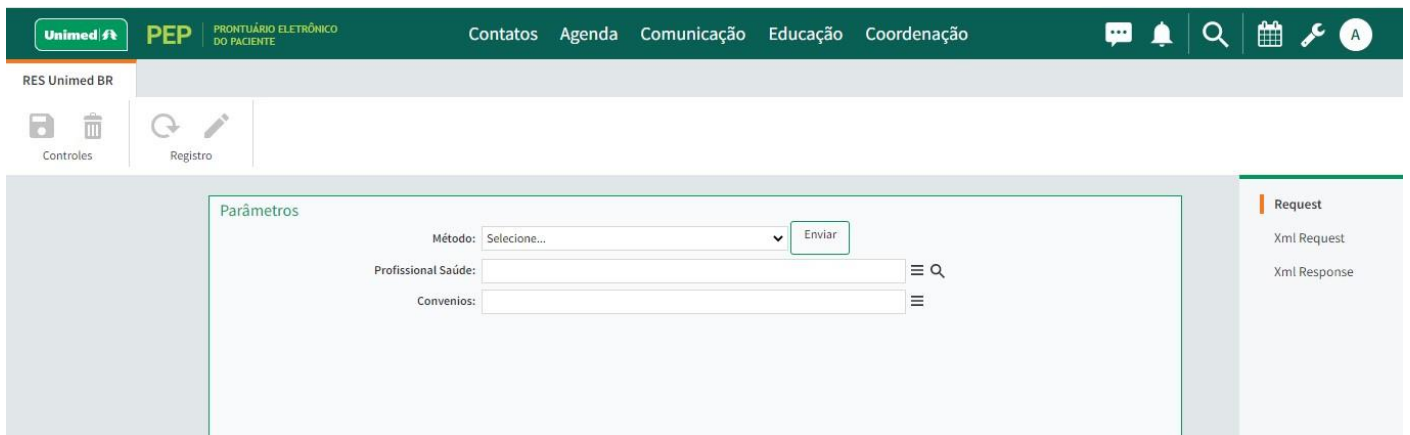 Unimed
PEP
PRONTUÁRIO ELETRÔNICO
DO PACIENTE
Contatos Agenda Comunicação Educação Coordenação
A
RES Unimed BR
Controles
Registro
Parâmetros
Método: Selecione... Enviar
Profissional Saúde:
Convenios:
Request
Xml Request
Xml Response